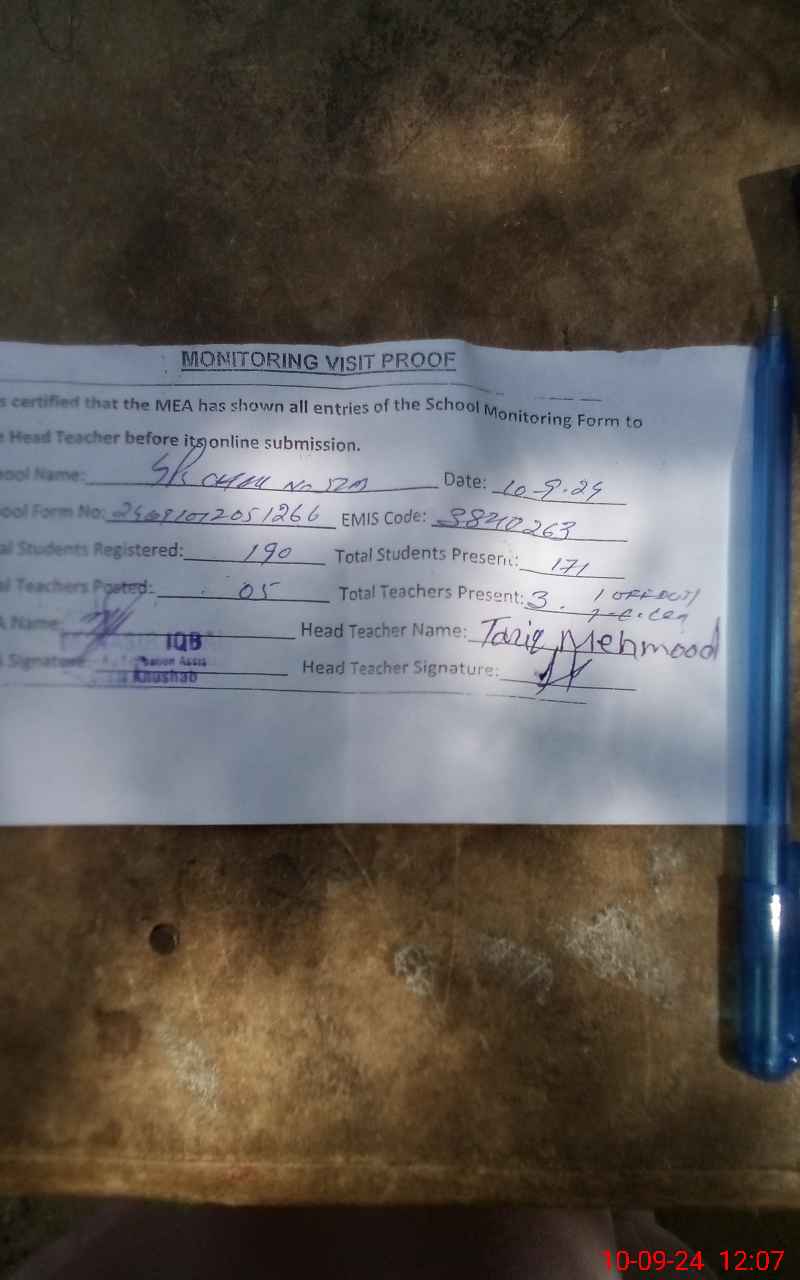 MONITORING VISIT PROOF
s certified that the MEA has shown all entries of the School Monitoring Form to
e Head Teacher before its online submission.
ool Name: No Date: 10-9-24
ool Form No: EMIS Code: 3840263
al Students Registered: 190 Total Students Present: 171
al Teachers Posted: 05 Total Teachers Present: 3. 1
A Name: Head Teacher Name: Tariq Mehmood
A Signature: Head Teacher Signature:
IQB
Khushab
10-09-24 12:07